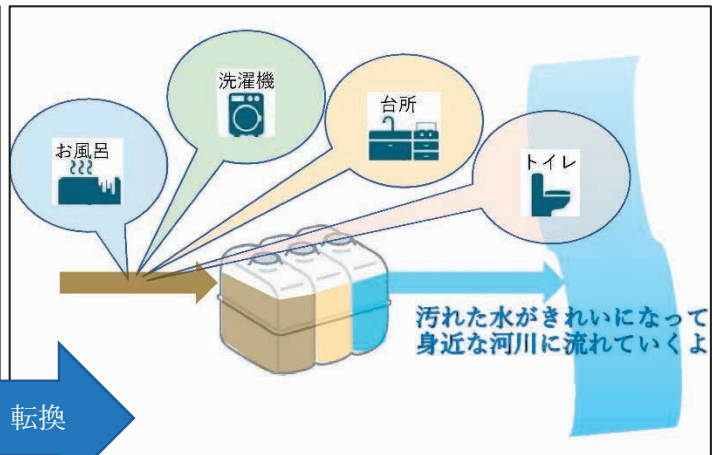 洗濯機
台所
お風呂
トイレ
汚れた水がきれいになって
身近な河川に流れていくよ
転換